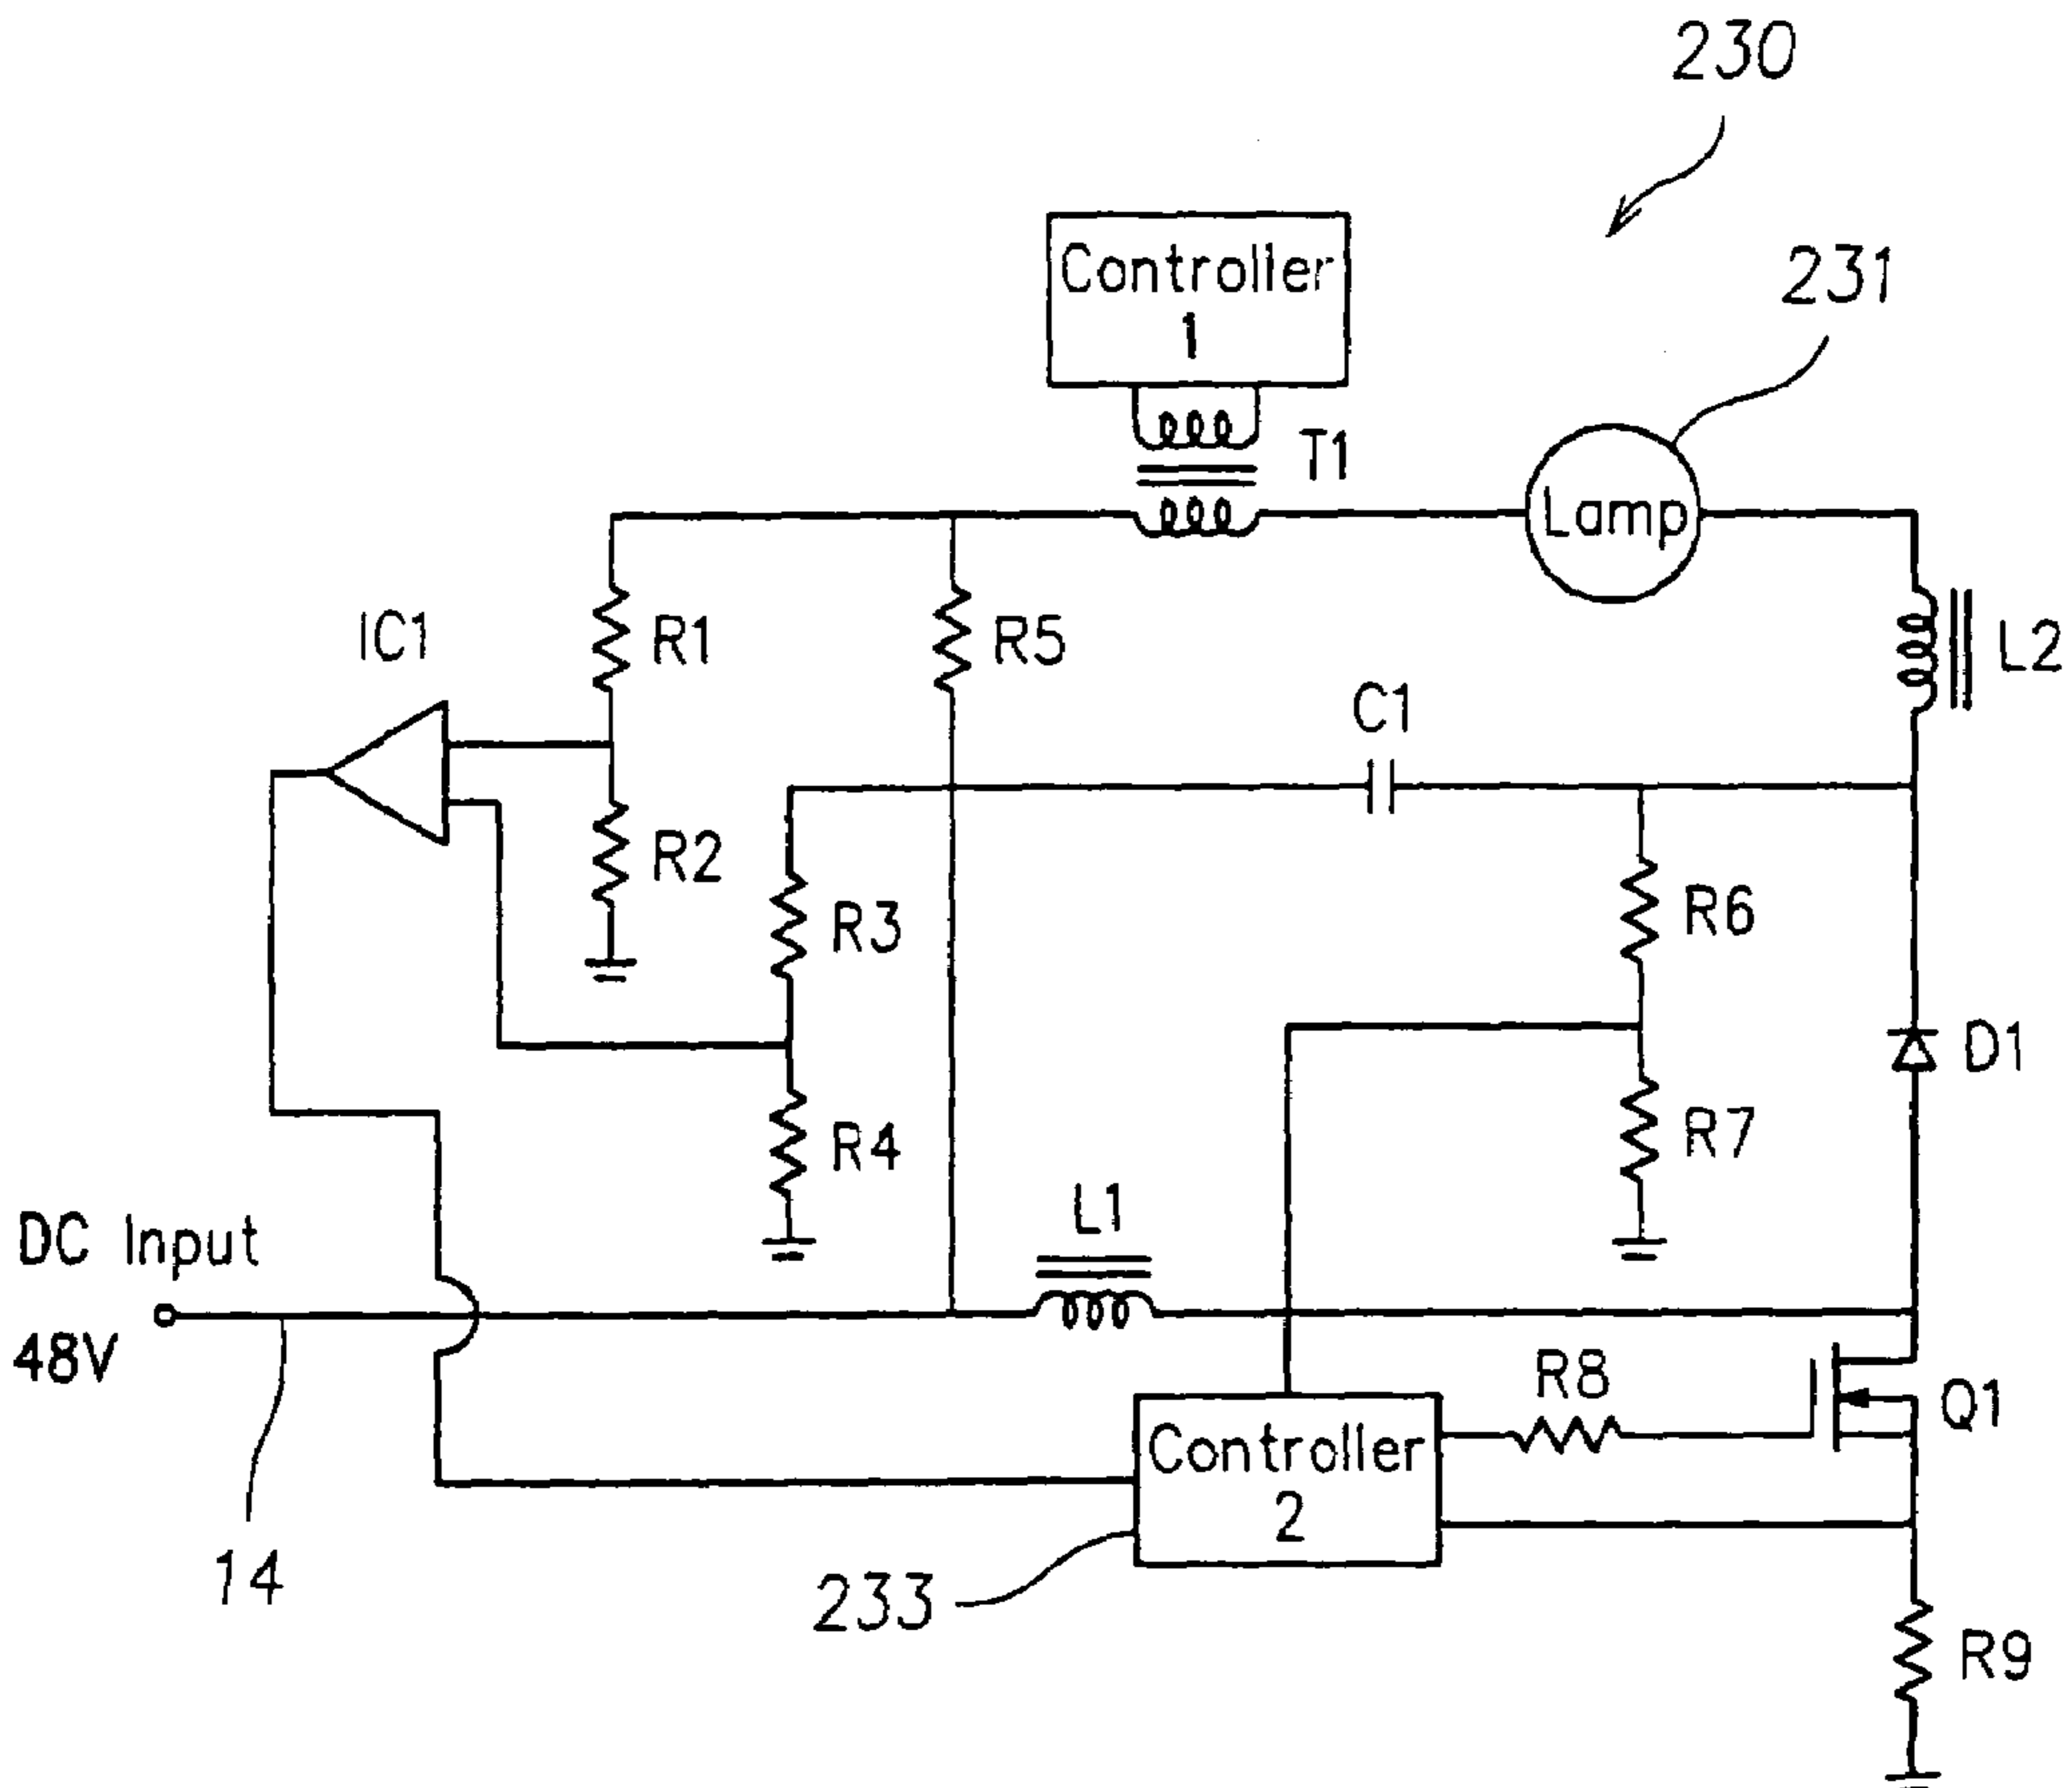 230
231
Controller
1
T1
Lamp
IC1
R1
R5
L2
C1
R2
R3
R6
D1
R4
R7
L1
DC Input
48V
R8
Q1
Controller
2
14
233
R9